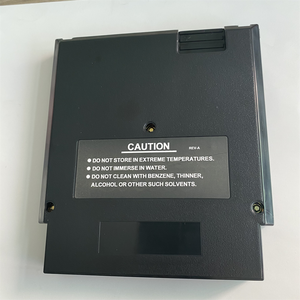 CAUTION REV-A
● DO NOT STORE IN EXTREME TEMPERATURES.
● DO NOT IMMERSE IN WATER.
● DO NOT CLEAN WITH BENZENE, THINNER,
ALCOHOL OR OTHER SUCH SOLVENTS.